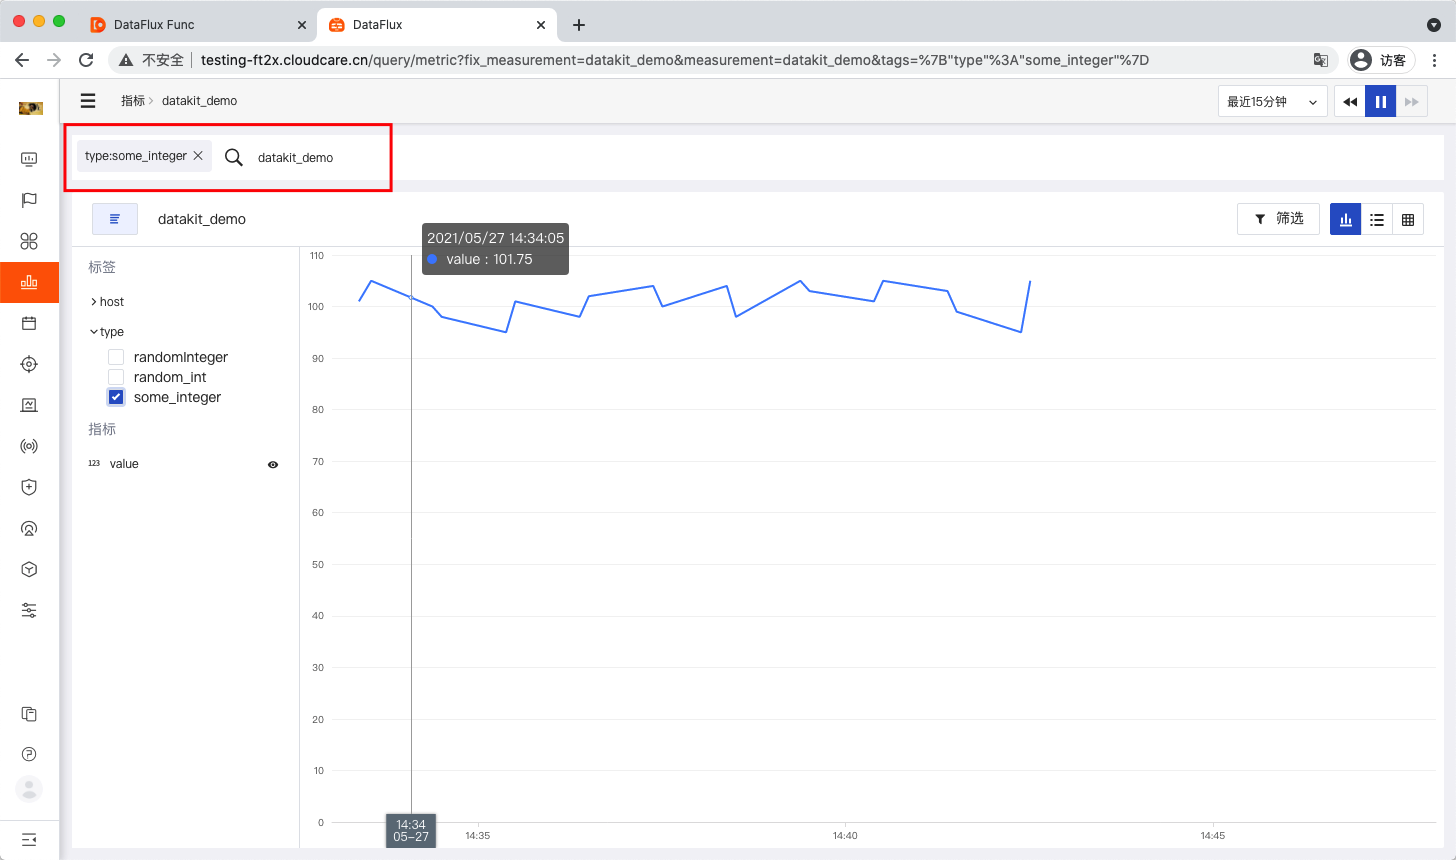 DataFlux Func
DataFlux
不安全
testing-ft2x.cloudcare.cn/query/metric?fix_measurement=datakit_demo&measurement=datakit_demo&tags=%7B"type"%3A"some_integer"%7D
访客
指标 datakit_demo
最近15分钟
type:some_integer datakit_demo
datakit_demo
筛选
标签
host
type
randomInteger
random_int
some_integer
指标
123 value
2021/05/27 14:34:05
value : 101.75
110
100
90
80
70
60
50
40
30
20
10
0
14:34
05-27
14:35
14:40
14:45